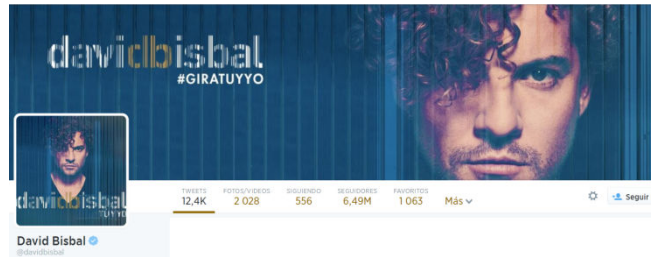 davidbisbal
#GIRATUYYO
davidbisbal
TUYYO
TWEETS FOTOS/VIDEOS SIGUIENDO SEGUIDORES FAVORITOS
12,4K 2 028 556 6,49M 1 063 Más
Seguir
David Bisbal
@davidbisbal